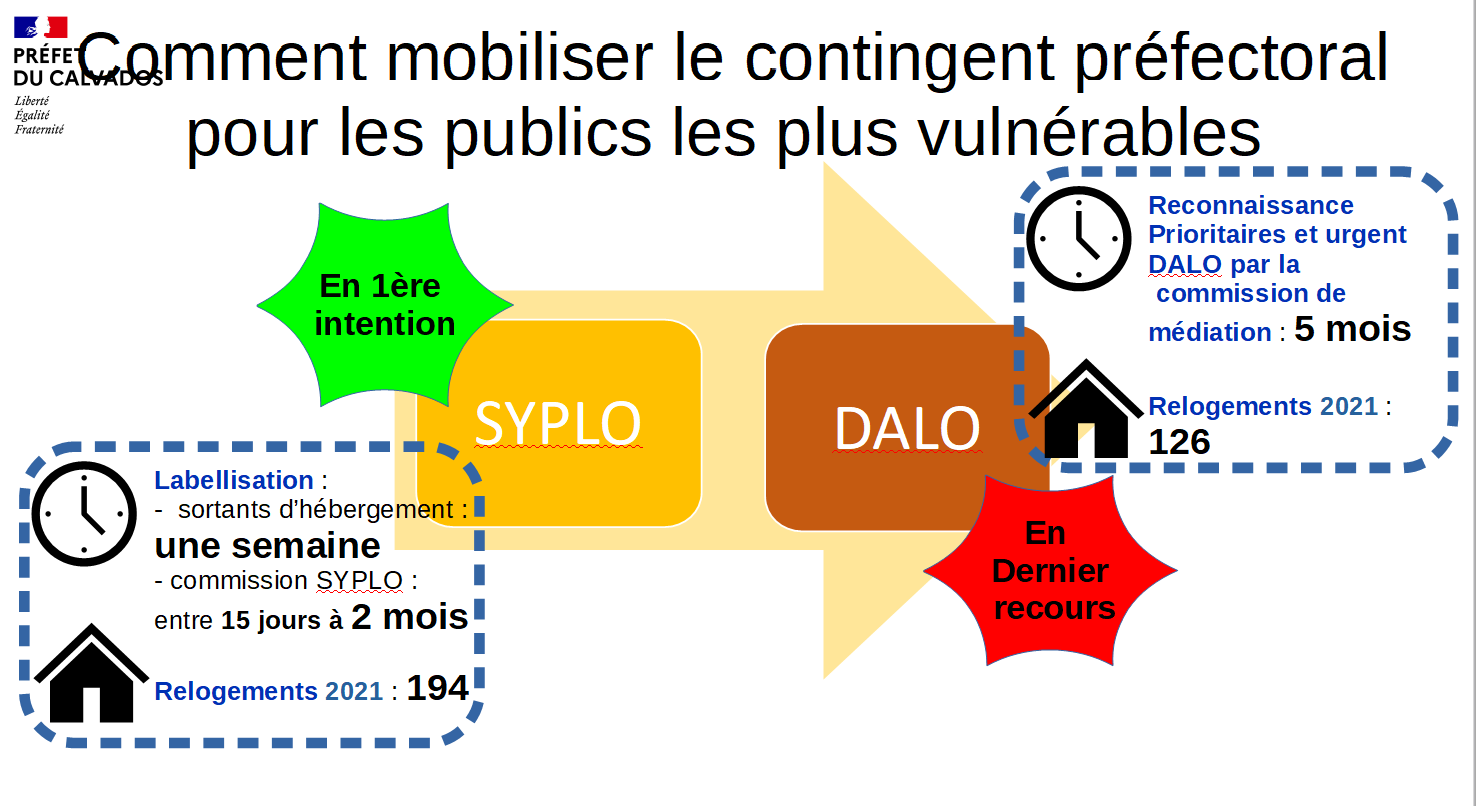 PRÉFET
DU CALVADOS
Liberté
Égalité
Fraternité
Comment mobiliser le contingent préfectoral
pour les publics les plus vulnérables
En 1ère
intention
SYPLO
DALO
Reconnaissance
Prioritaires et urgent
DALO par la
commission de
médiation : 5 mois
Relogements 2021 :
126
En
Dernier
recours
Labellisation :
- sortants d’hébergement :
une semaine
- commission SYPLO :
entre 15 jours à 2 mois
Relogements 2021 : 194